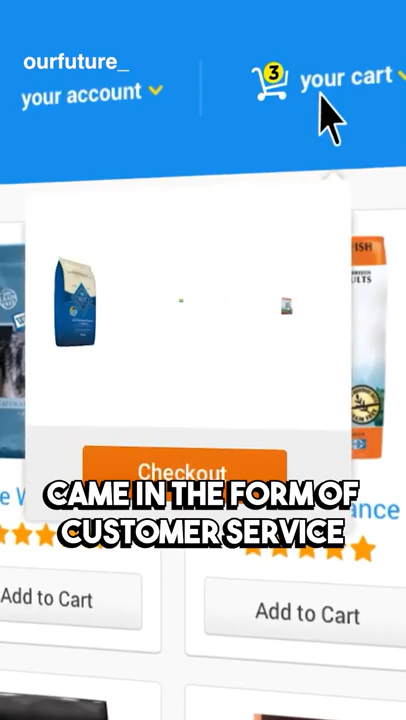 ourfuture_
your account
3
your cart
Checkout
CAME IN THE FORM OF
CUSTOMER SERVICE
Add to Cart
Add to Cart